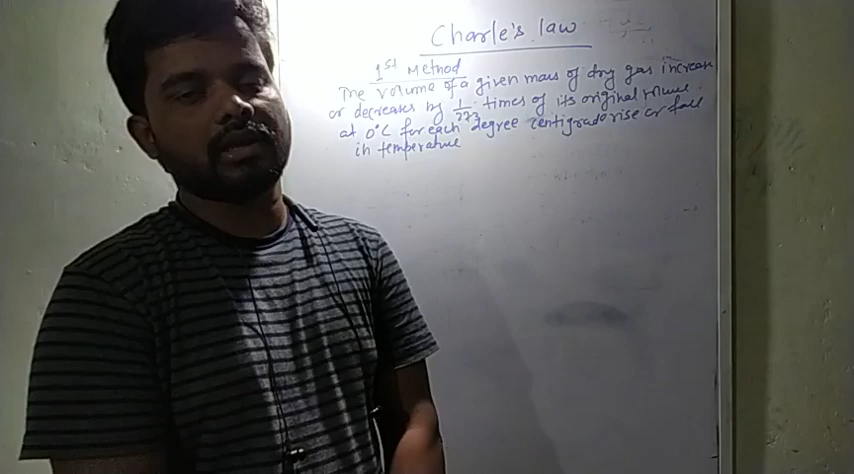 Charle's law
1st Method
The volume of a given mass of dry gas increase
or decreases by 1/273 times of its original volume
at 0°C for each degree centigrade rise or fall
in temperature